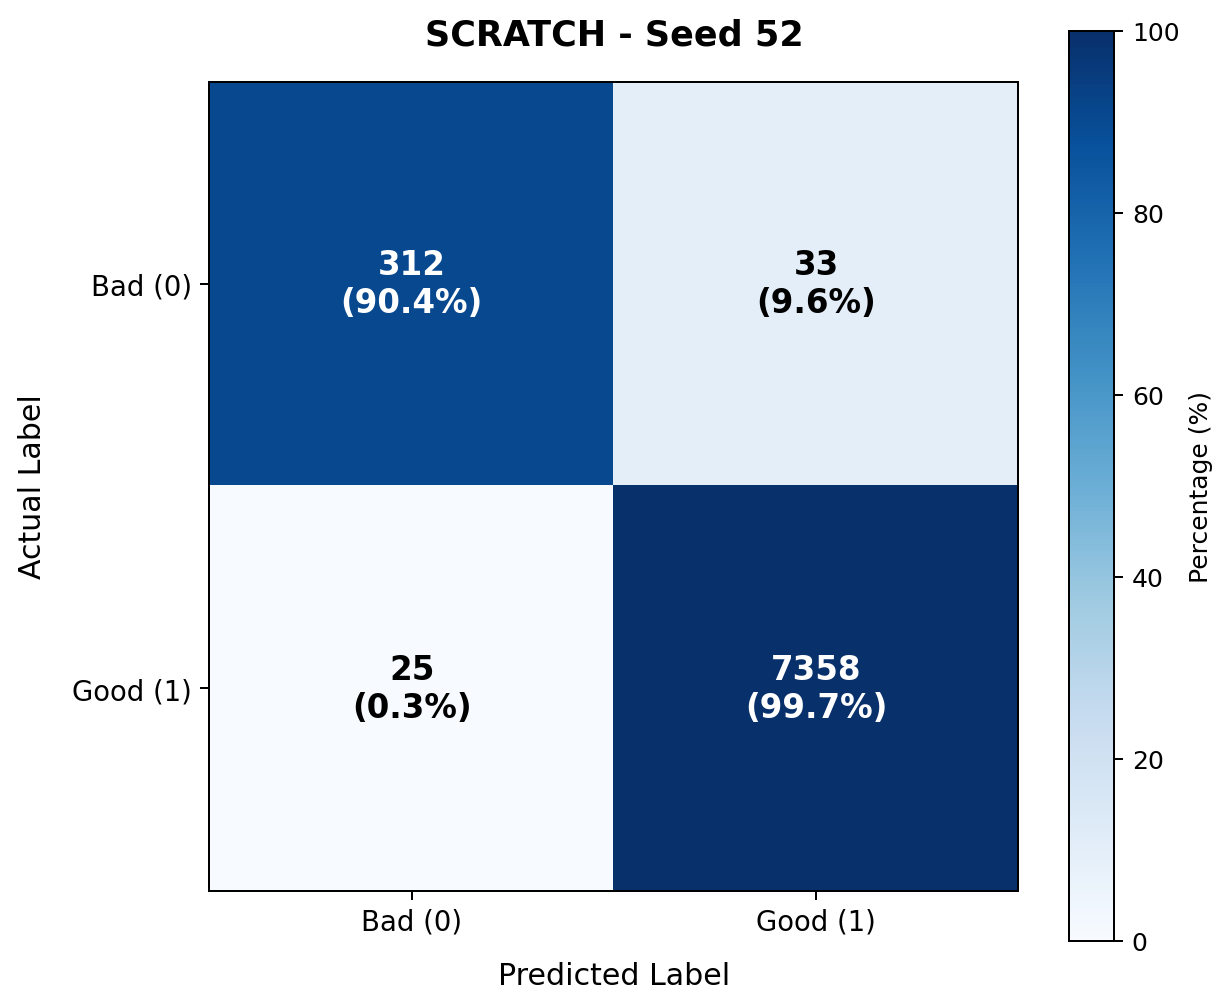 SCRATCH - Seed 52
Bad (0)
Good (1)
Actual Label
312
(90.4%)
33
(9.6%)
25
(0.3%)
7358
(99.7%)
Bad (0)
Good (1)
Predicted Label
100
80
60
40
20
0
Percentage (%)